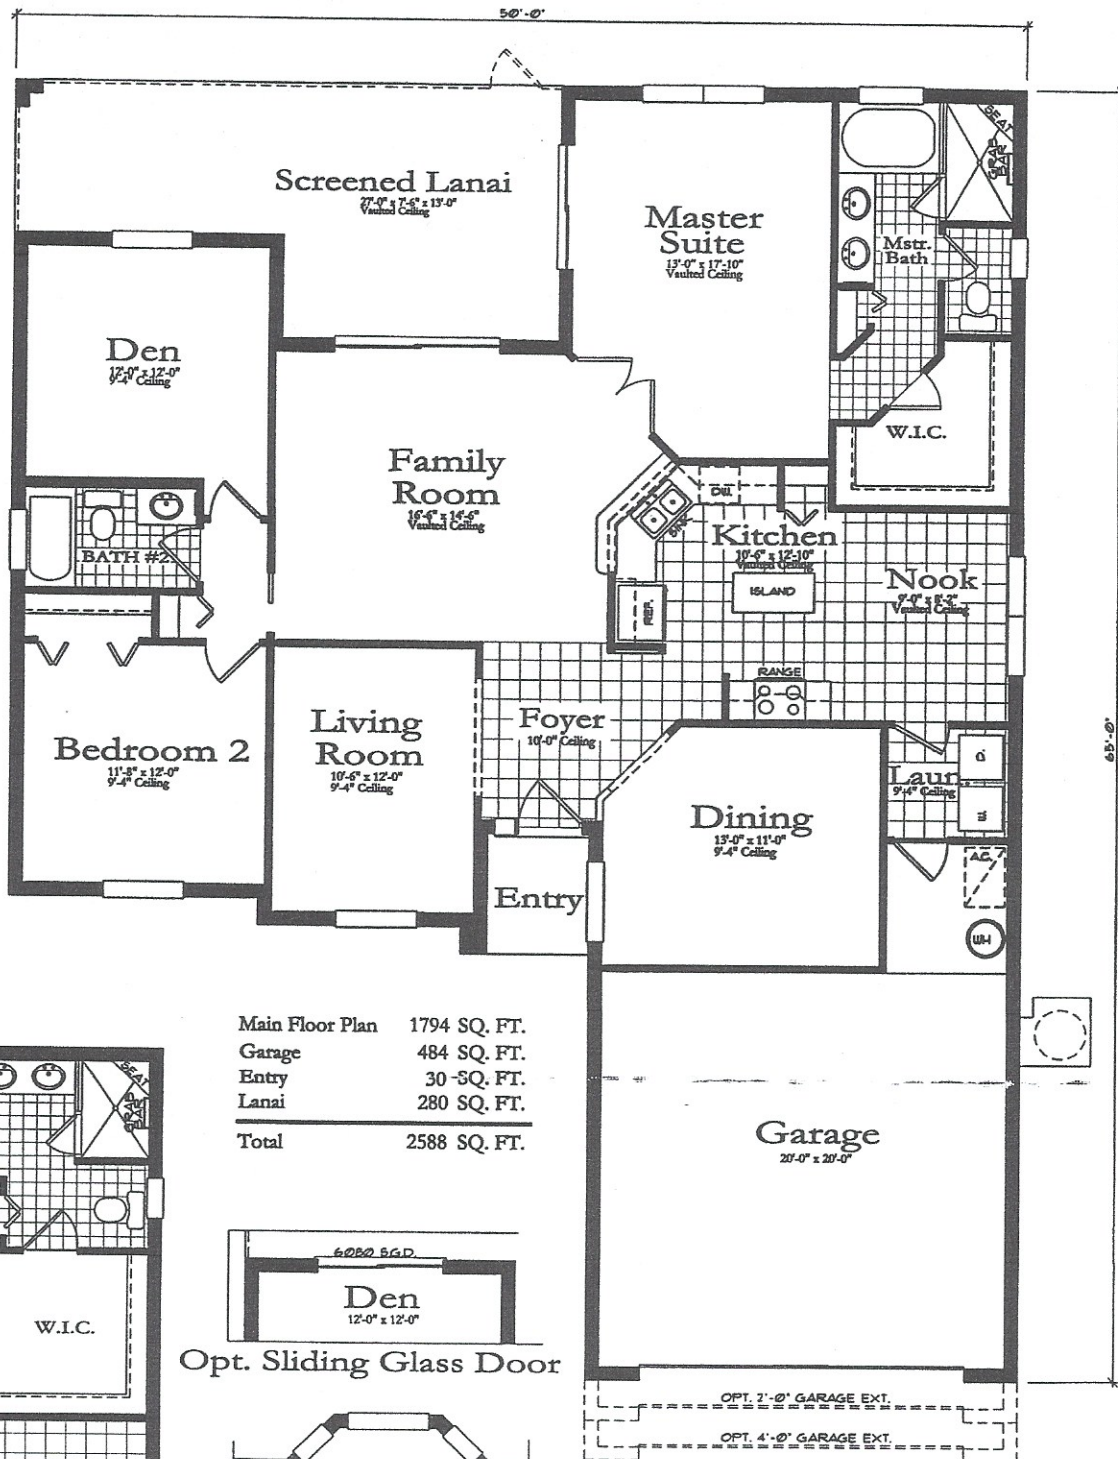 50'-0"
Screened Lanai
27'-0" x 7'-6" x 13'-0"
Vaulted Ceiling
Master
Suite
13'-0" x 17'-10"
Vaulted Ceiling
SEAT
GRAB
BAR
Mstr.
Bath
Den
12'-0" x 12'-0"
9'-4" Ceiling
W.I.C.
Family
Room
16'-6" x 14'-6"
Vaulted Ceiling
D.W.
SINK
Kitchen
10'-6" x 12'-10"
Vaulted Ceiling
BATH #2
Nook
9'-0" x 8'-2"
Vaulted Ceiling
ISLAND
REF.
RANGE
Foyer
10'-0" Ceiling
Living
Room
10'-6" x 12'-0"
9'-4" Ceiling
Bedroom 2
11'-8" x 12'-0"
9'-4" Ceiling
65'-0"
D.
Laun.
9'-4" Ceiling
Dining
13'-0" x 11'-0"
9'-4" Ceiling
A.C.
Entry
WH
Main Floor Plan 1794 SQ. FT.
Garage 484 SQ. FT.
Entry 30 SQ. FT.
Lanai 280 SQ. FT.
Total 2588 SQ. FT.
SEAT
GRAB
BAR
Garage
20'-0" x 20'-0"
6080 S.G.D.
Den
12'-0" x 12'-0"
W.I.C.
Opt. Sliding Glass Door
OPT. 2'-0" GARAGE EXT.
OPT. 4'-0" GARAGE EXT.